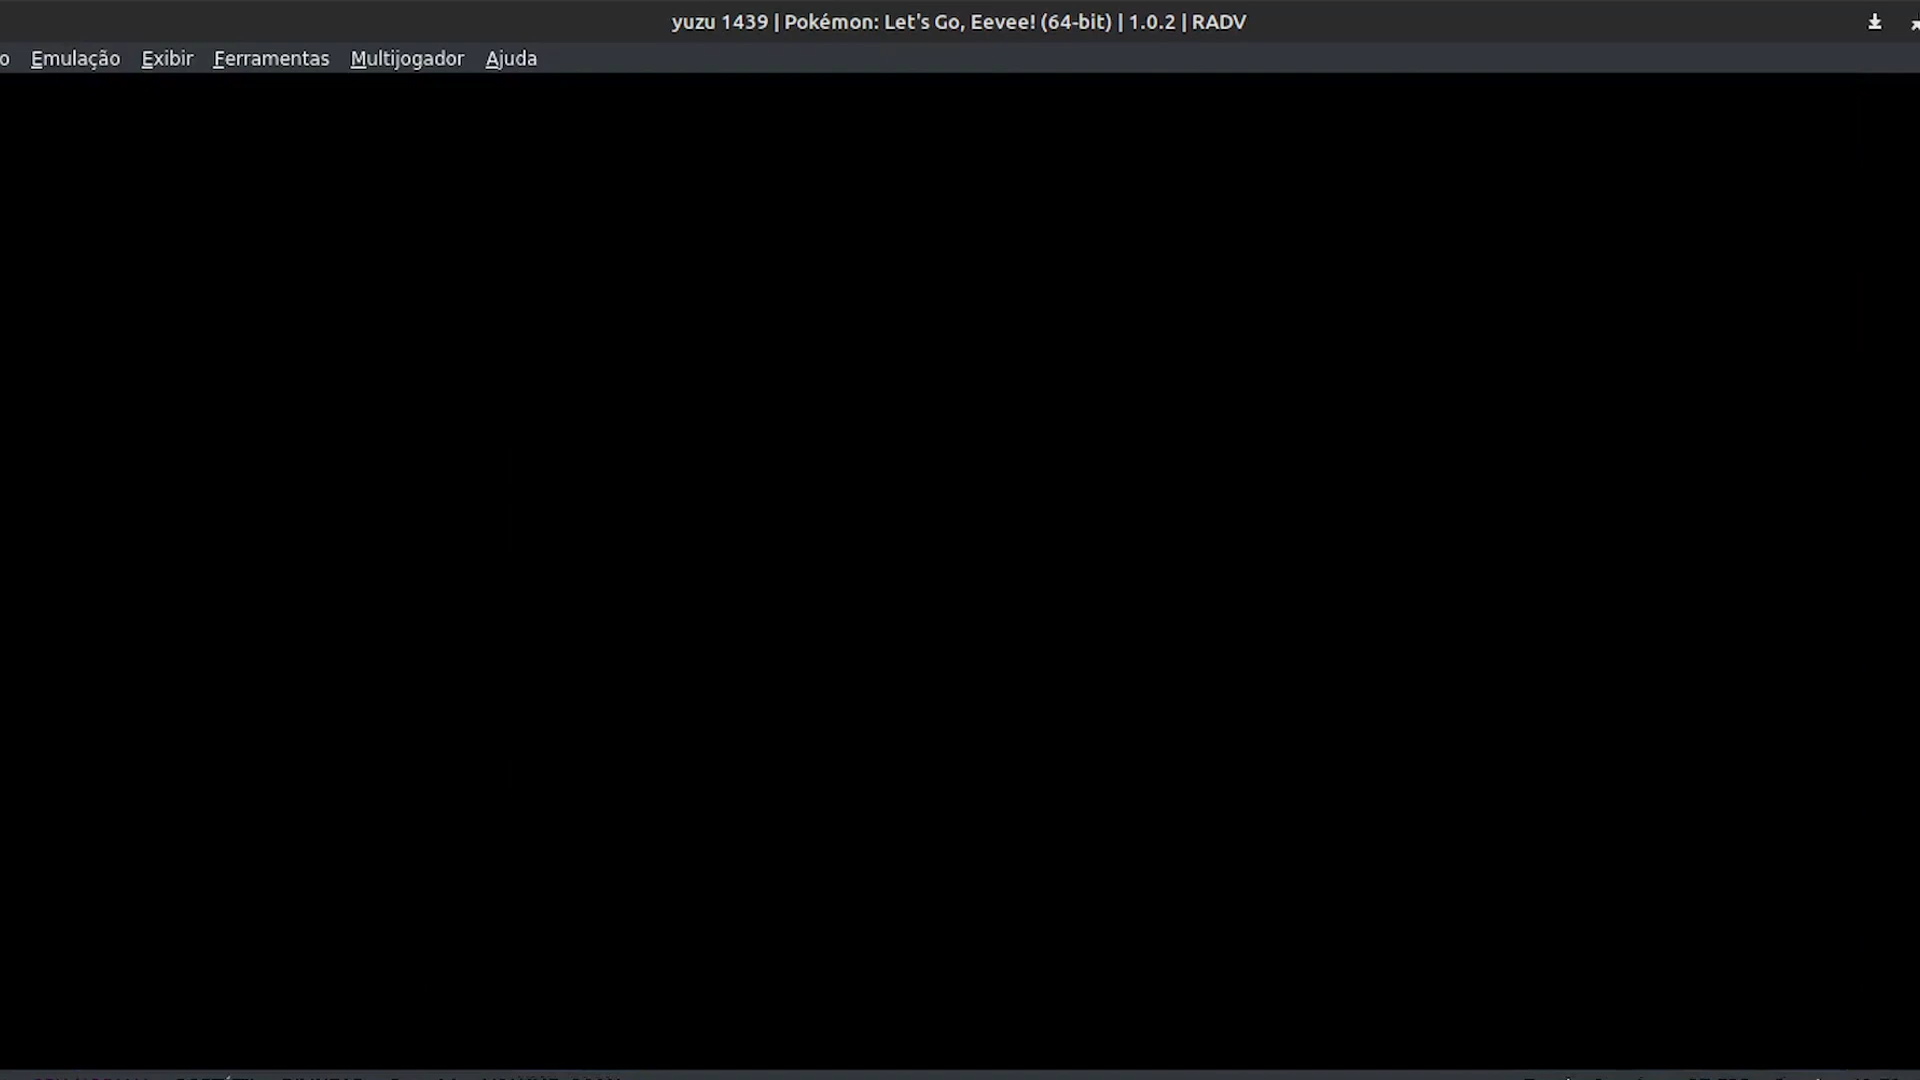 yuzu 1439 | Pokémon: Let's Go, Eevee! (64-bit) | 1.0.2 | RADV
o Emulação Exibir Ferramentas Multijogador Ajuda